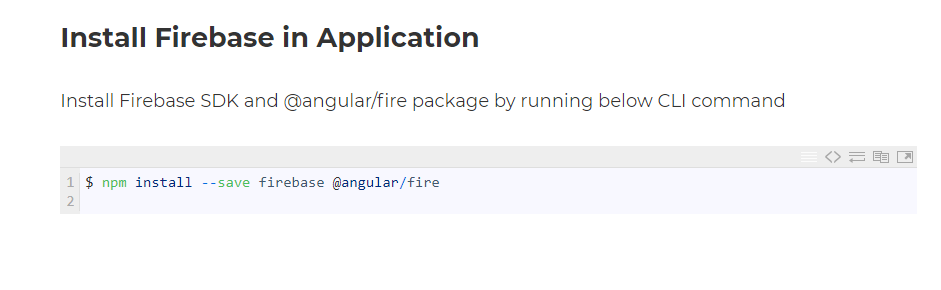 Install Firebase in Application
Install Firebase SDK and @angular/fire package by running below CLI command
1 $ npm install --save firebase @angular/fire
2